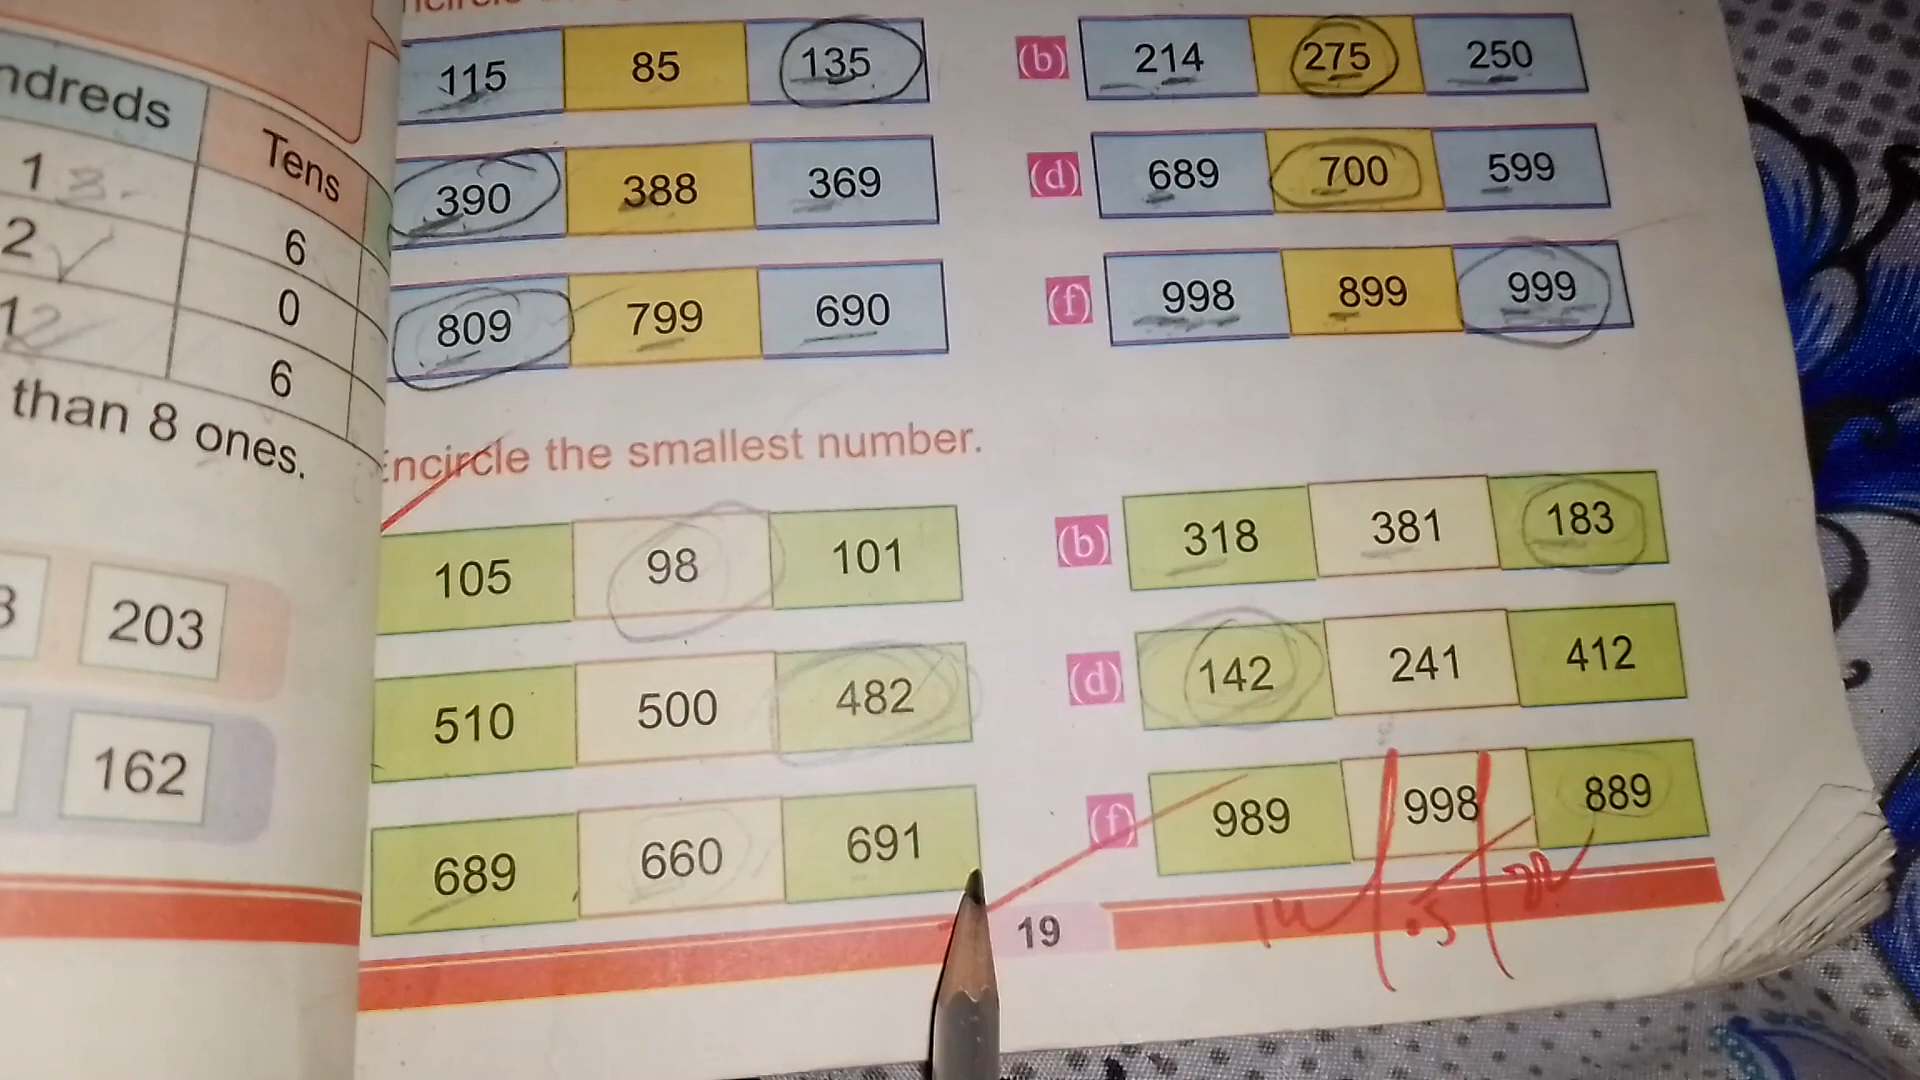 ndreds Tens
1 6
2 0
1 6
than 8 ones.
3 203
162
115 85 135
(b) 214 275 250
390 388 369
(d) 689 700 599
809 799 690
(f) 998 899 999
ncircle the smallest number.
105 98 101
(b) 318 381 183
510 500 482
(d) 142 241 412
689 660 691
(f) 989 998 889
19